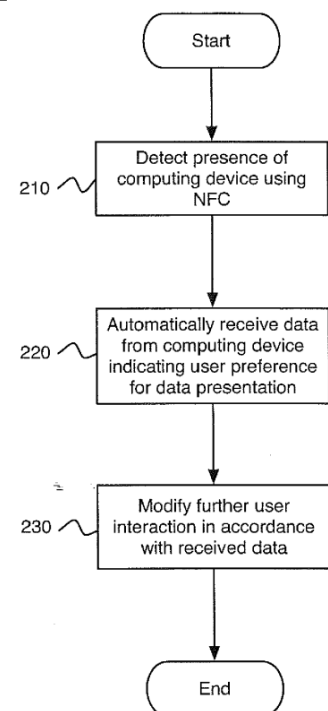 Start
210
Detect presence of
computing device using
NFC
220
Automatically receive data
from computing device
indicating user preference
for data presentation
230
Modify further user
interaction in accordance
with received data
End